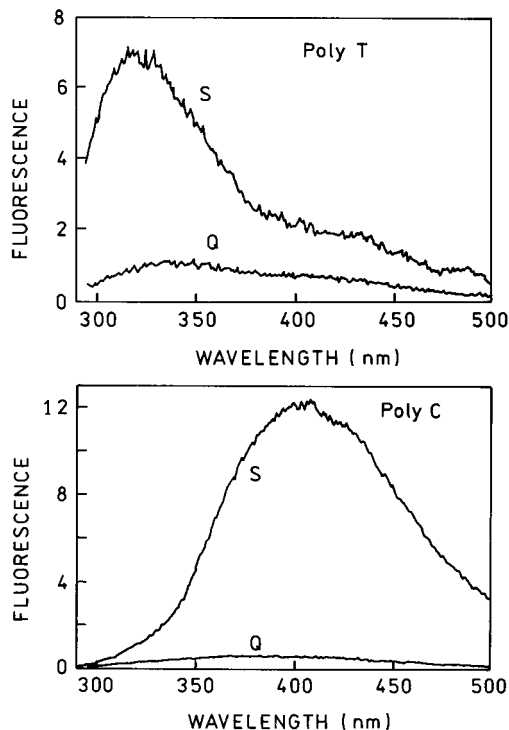 8
Poly T
6
S
4
2
Q
0
FLUORESCENCE
300 350 400 450 500
WAVELENGTH (nm)
12
Poly C
S
8
4
Q
0
FLUORESCENCE
300 350 400 450 500
WAVELENGTH (nm)